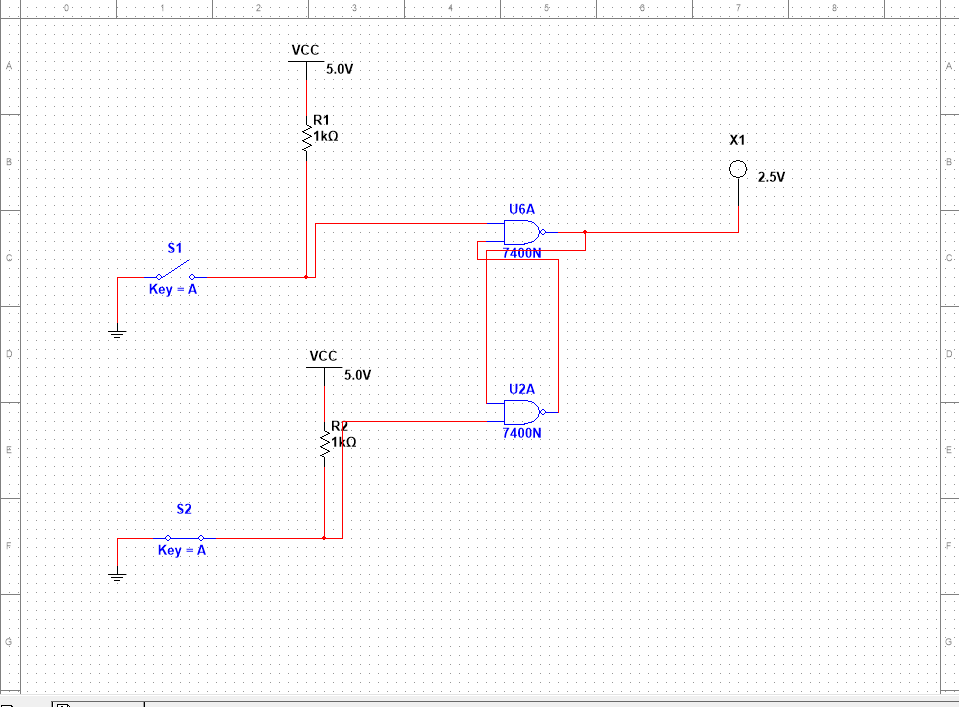 0 1 2 3 4 5 6 7 8
A A
VCC
5.0V
R1
1kΩ
X1
2.5V
B B
U6A
7400N
S1
Key = A
C C
VCC
5.0V
D D
U2A
7400N
R2
1kΩ
E E
S2
Key = A
F F
G G